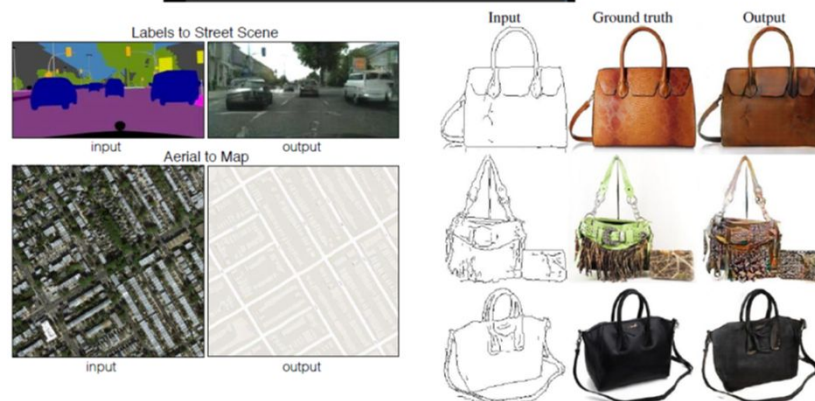 Labels to Street Scene
input
output
Aerial to Map
input
output
Input
Ground truth
Output